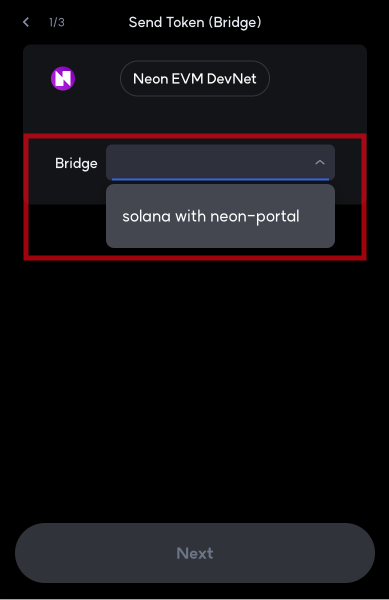 1/3
Send Token (Bridge)
Neon EVM DevNet
Bridge
solana with neon-portal
Next